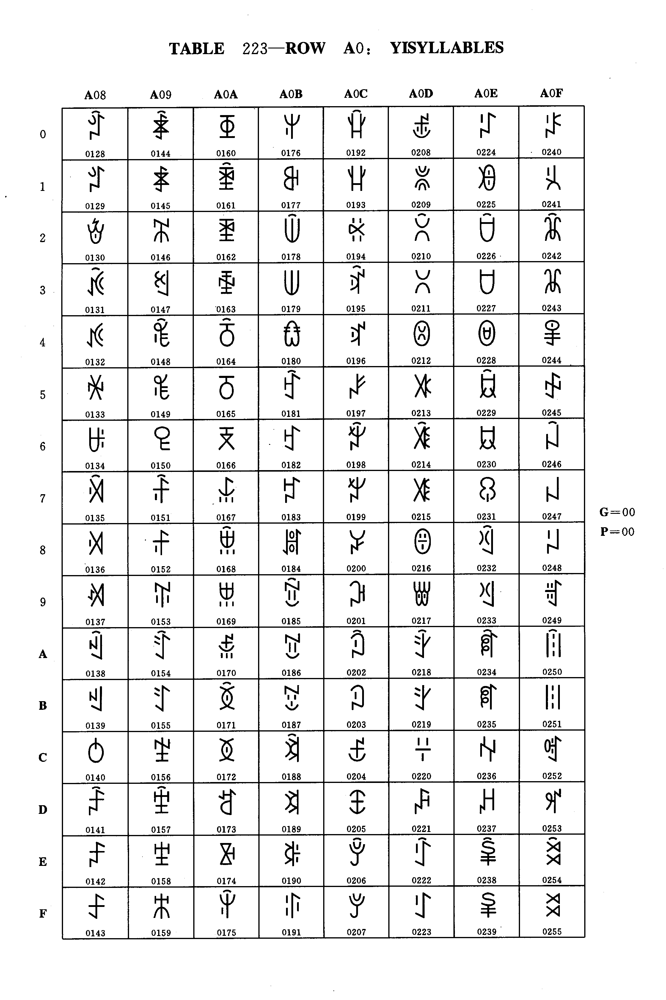 TABLE 223—ROW A0: YISYLLABLES
A08 A09 A0A A0B A0C A0D A0E A0F
0 ꂀ ꂐ ꂠ ꂰ ꃀ ꃐ ꃠ ꃰ
0128 0144 0160 0176 0192 0208 0224 0240
1 ꂁ ꂑ ꂡ ꂱ ꃁ ꃑ ꃡ ꃱ
0129 0145 0161 0177 0193 0209 0225 0241
2 ꂂ ꂒ ꂢ ꂲ ꃂ ꃒ ꃢ ꃲ
0130 0146 0162 0178 0194 0210 0226 0242
3 ꂃ ꂓ ꂣ ꂳ ꃃ ꃓ ꃣ ꃳ
0131 0147 0163 0179 0195 0211 0227 0243
4 ꂄ ꂔ ꂤ ꂴ ꃄ ꃔ ꃤ ꃴ
0132 0148 0164 0180 0196 0212 0228 0244
5 ꂅ ꂕ ꂥ ꂵ ꃅ ꃕ ꃥ ꃵ
0133 0149 0165 0181 0197 0213 0229 0245
6 ꂆ ꂖ ꂦ ꂶ ꃆ ꃖ ꃦ ꃶ
0134 0150 0166 0182 0198 0214 0230 0246
7 ꂇ ꂗ ꂧ ꂷ ꃇ ꃗ ꃧ ꃷ
0135 0151 0167 0183 0199 0215 0231 0247
G=00
P=00
8 ꂈ ꂘ ꂨ ꂸ ꃈ ꃘ ꃨ ꃸ
0136 0152 0168 0184 0200 0216 0232 0248
9 ꂉ ꂙ ꂩ ꂹ ꃉ ꃙ ꃩ ꃹ
0137 0153 0169 0185 0201 0217 0233 0249
A ꂊ ꂚ ꂪ ꂺ ꃊ ꃚ ꃪ ꃺ
0138 0154 0170 0186 0202 0218 0234 0250
B ꂋ ꂛ ꂫ ꂻ ꃋ ꃛ ꃫ ꃻ
0139 0155 0171 0187 0203 0219 0235 0251
C ꂌ ꂜ ꂬ ꂼ ꃌ ꃜ ꃬ ꃼ
0140 0156 0172 0188 0204 0220 0236 0252
D ꂍ ꂝ ꂭ ꂽ ꃍ ꃝ ꃭ ꃽ
0141 0157 0173 0189 0205 0221 0237 0253
E ꂎ ꂞ ꂮ ꂾ ꃎ ꃞ ꃮ ꃾ
0142 0158 0174 0190 0206 0222 0238 0254
F ꂏ ꂟ ꂯ ꂿ ꃏ ꃟ ꃯ ꃿ
0143 0159 0175 0191 0207 0223 0239 0255